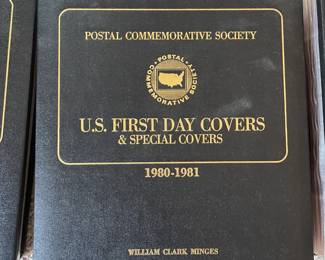 POSTAL COMMEMORATIVE SOCIETY
POSTAL
COMMEMORATIVE SOCIETY
U.S. FIRST DAY COVERS
& SPECIAL COVERS
1980-1981
WILLIAM CLARK MINGES